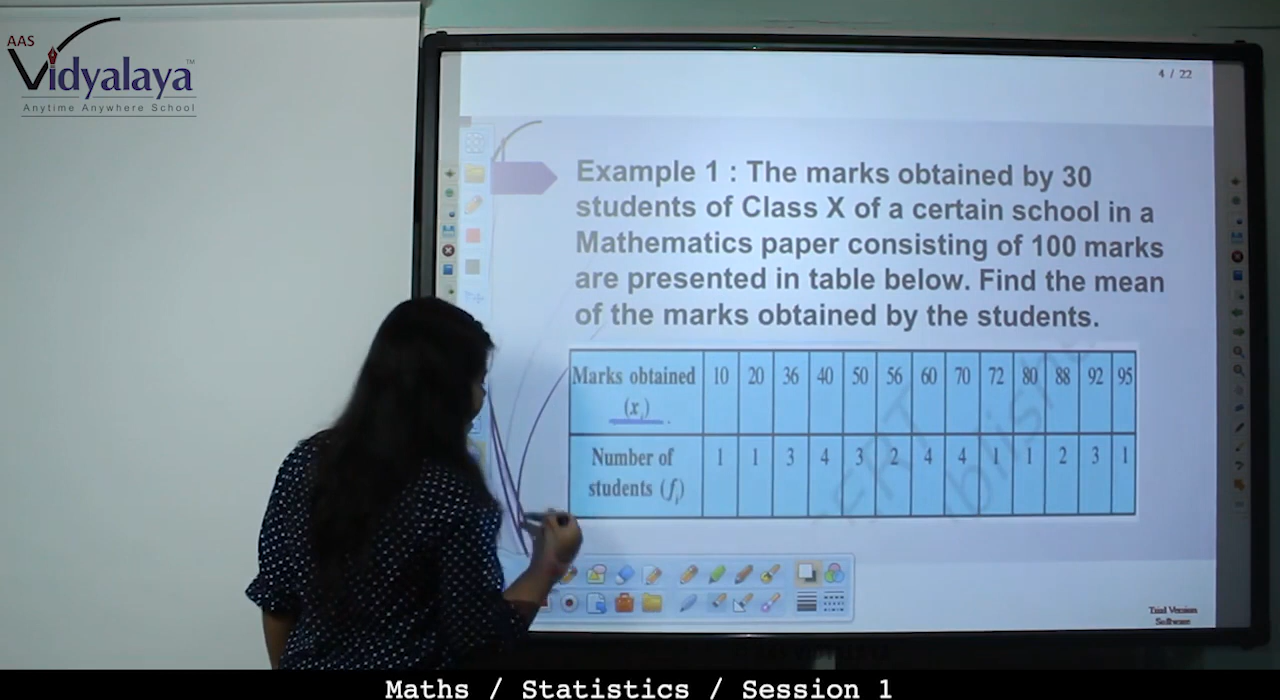 AAS
Vidyalaya™
Anytime Anywhere School
4 / 22
Example 1 : The marks obtained by 30
students of Class X of a certain school in a
Mathematics paper consisting of 100 marks
are presented in table below. Find the mean
of the marks obtained by the students.
Marks obtained 10 20 36 40 50 56 60 70 72 80 88 92 95
(xᵢ)
Number of 1 1 3 4 3 2 4 4 1 1 2 3 1
students (fᵢ)
Trial Version
Software
Maths / Statistics / Session 1